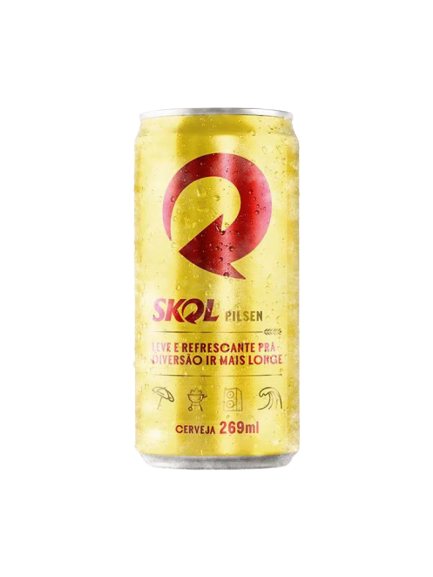 SKOL PILSEN
LEVE E REFRESCANTE PRA
DIVERSÃO IR MAIS LONGE
CERVEJA 269ml